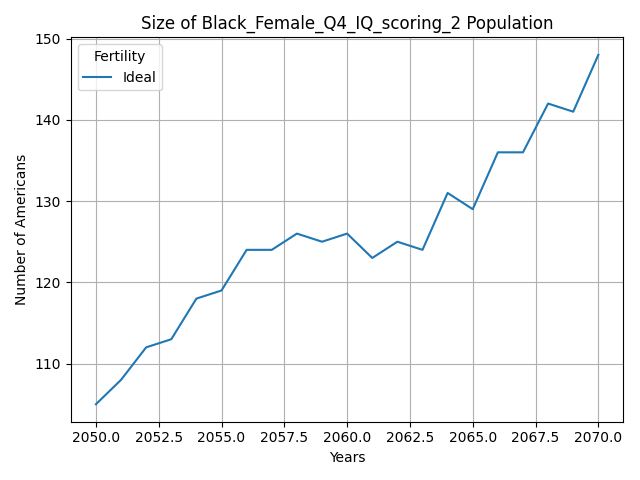 Size of Black_Female_Q4_IQ_scoring_2 Population
Fertility
Ideal
Number of Americans
150
140
130
120
110
2050.0 2052.5 2055.0 2057.5 2060.0 2062.5 2065.0 2067.5 2070.0
Years